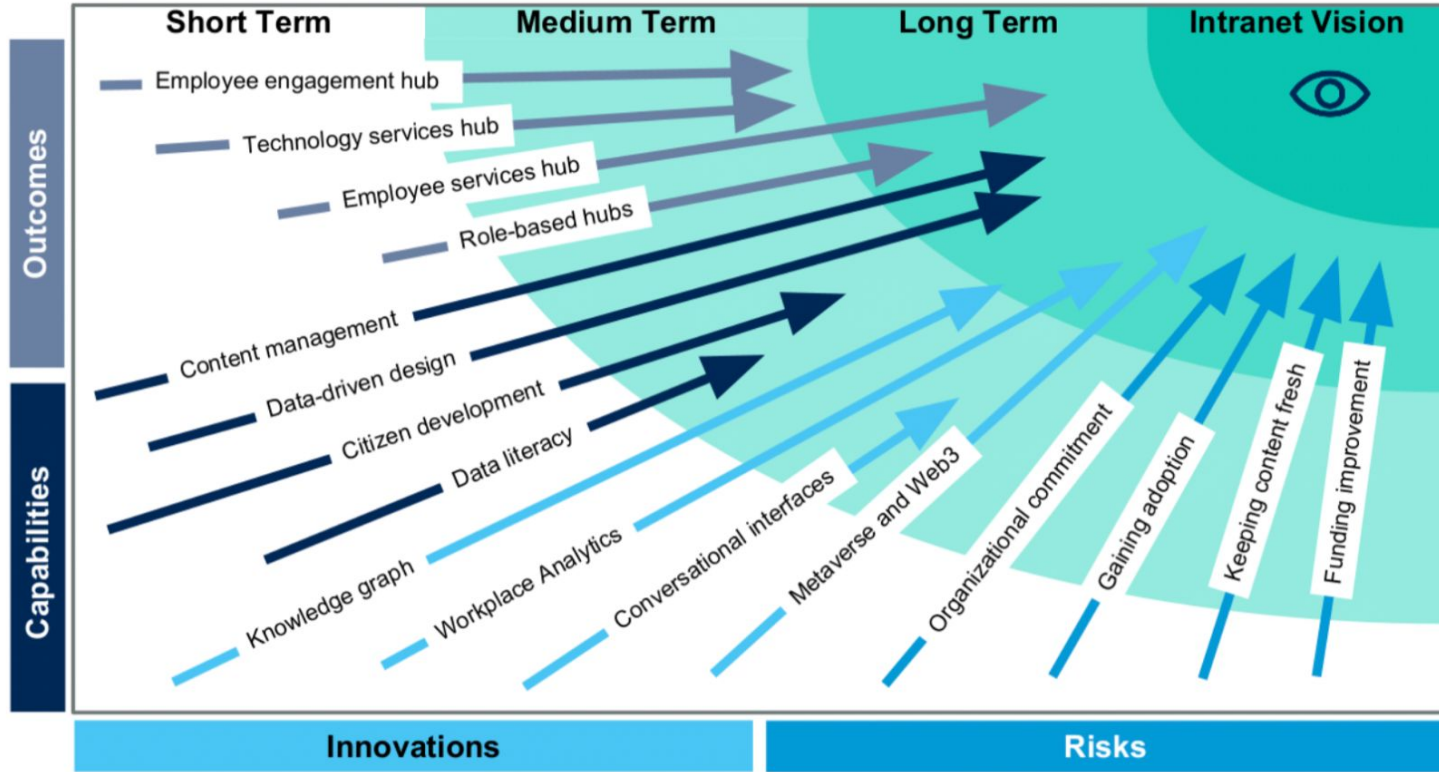 Short Term
Medium Term
Long Term
Intranet Vision
Outcomes
Employee engagement hub
Technology services hub
Employee services hub
Role-based hubs
Capabilities
Content management
Data-driven design
Citizen development
Data literacy
Knowledge graph
Workplace Analytics
Conversational interfaces
Metaverse and Web3
Organizational commitment
Gaining adoption
Keeping content fresh
Funding improvement
Innovations
Risks